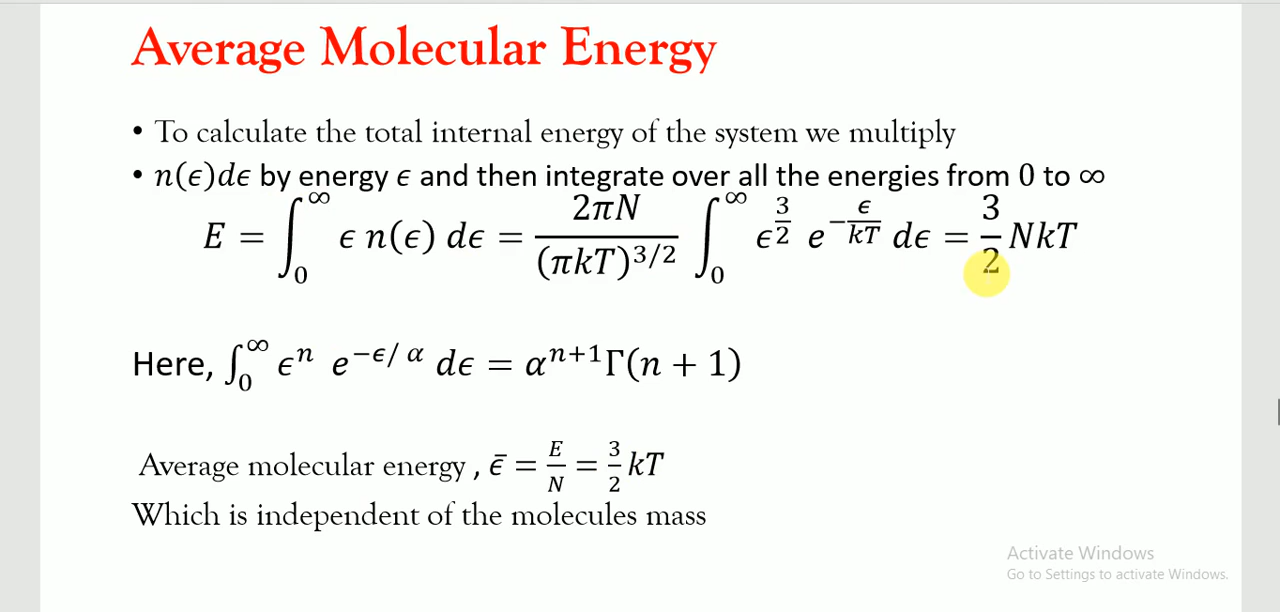 Average Molecular Energy
• To calculate the total internal energy of the system we multiply
• n(ϵ)dϵ by energy ϵ and then integrate over all the energies from 0 to ∞
E = ∫₀^∞ ϵ n(ϵ) dϵ = 2πN/(πkT)^{3/2} ∫₀^∞ ϵ^{3/2} e^{−ϵ/kT} dϵ = 3/2 NkT
Here, ∫₀^∞ ϵⁿ e^{−ϵ/α} dϵ = α^{n+1}Γ(n + 1)
Average molecular energy , ϵ̄ = E/N = 3/2 kT
Which is independent of the molecules mass
Activate Windows
Go to Settings to activate Windows.